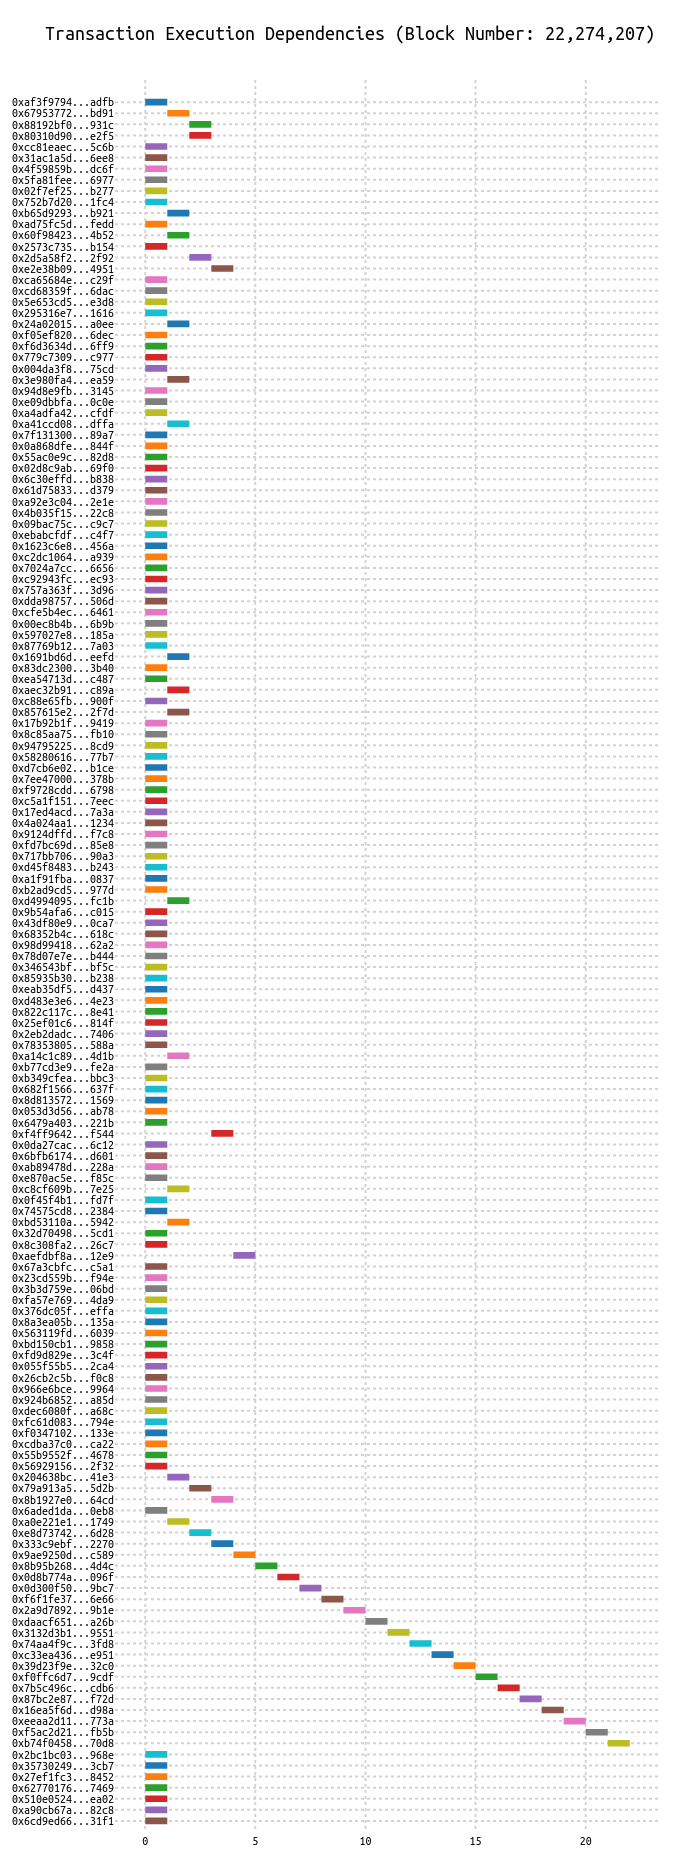 Transaction Execution Dependencies (Block Number: 22,274,207)
0xaf3f9794...adfb
0x67953772...bd91
0x88192bf0...931c
0x80310d90...e2f5
0xcc81eaec...5c6b
0x31ac1a5d...6ee8
0x4f59859b...dc6f
0x5fa81fee...6977
0x02f7ef25...b277
0x752b7d20...1fc4
0xb65d9293...b921
0xad75fc5d...fedd
0x60f98423...4b52
0x2573c735...b154
0x2d5a58f2...2f92
0xe2e38b09...4951
0xca65684e...c29f
0xcd68359f...6dac
0x5e653cd5...e3d8
0x295316e7...1616
0x24a02015...a0ee
0xf05ef820...6dec
0xf6d3634d...6ff9
0x779c7309...c977
0x004da3f8...75cd
0x3e980fa4...ea59
0x94d8e9fb...3145
0xe09dbbfa...0c0e
0xa4adfa42...cfdf
0xa41ccd08...dffa
0x7f131300...89a7
0x0a868dfe...844f
0x55ac0e9c...82d8
0x02d8c9ab...69f0
0x6c30effd...b838
0x61d75833...d379
0xa92e3c04...2e1e
0x4b035f15...22c8
0x09bac75c...c9c7
0xebabcfdf...c4f7
0x1623c6e8...456a
0xc2dc1064...a939
0x7024a7cc...6656
0xc92943fc...ec93
0x757a363f...3d96
0xdda98757...506d
0xcfe5b4ec...6461
0x00ec8b4b...6b9b
0x597027e8...185a
0x87769b12...7a03
0x1691bd6d...eefd
0x83dc2300...3b40
0xea54713d...c487
0xaec32b91...c89a
0xc88e65fb...900f
0x857615e2...2f7d
0x17b92b1f...9419
0x8c85aa75...fb10
0x94795225...8cd9
0x58280616...77b7
0xd7cb6e02...b1ce
0x7ee47000...378b
0xf9728cdd...6798
0xc5a1f151...7eec
0x17ed4acd...7a3a
0x4a024aa1...1234
0x9124dffd...f7c8
0xfd7bc69d...85e8
0x717bb706...90a3
0xd45f8483...b243
0xa1f91fba...0837
0xb2ad9cd5...977d
0xd4994095...fc1b
0x9b54afa6...c015
0x43df80e9...0ca7
0x68352b4c...618c
0x98d99418...62a2
0x78d07e7e...b444
0x346543bf...bf5c
0x85935b30...b238
0xeab35df5...d437
0xd483e3e6...4e23
0x822c117c...8e41
0x25ef01c6...814f
0x2eb2dadc...7406
0x78353805...588a
0xa14c1c89...4d1b
0xb77cd3e9...fe2a
0xb349cfea...bbc3
0x682f1566...637f
0x8d813572...1569
0x053d3d56...ab78
0x6479a403...221b
0xf4ff9642...f544
0x0da27cac...6c12
0x6bfb6174...d601
0xab89478d...228a
0xe870ac5e...f85c
0xc8cf609b...7e25
0x0f45f4b1...fd7f
0x74575cd8...2384
0xbd53110a...5942
0x32d70498...5cd1
0x8c308fa2...26c7
0xaefdbf8a...12e9
0x67a3cbfc...c5a1
0x23cd559b...f94e
0x3b3d759e...06bd
0xfa57e769...4da9
0x376dc05f...effa
0x8a3ea05b...135a
0x563119fd...6039
0xbd150cb1...9858
0xfd9d829e...3c4f
0x055f55b5...2ca4
0x26cb2c5b...f0c8
0x966e6bce...9964
0x924b6852...a85d
0xdec6080f...a68c
0xfc61d083...794e
0xf0347102...133e
0xcdba37c0...ca22
0x55b9552f...4678
0x56929156...2f32
0x204638bc...41e3
0x79a913a5...5d2b
0x8b1927e0...64cd
0x6aded1da...0eb8
0xa0e221e1...1749
0xe8d73742...6d28
0x333c9ebf...2270
0x9ae9250d...c589
0x8b95b268...4d4c
0x0d8b774a...096f
0x0d300f50...9bc7
0xf6f1fe37...6e66
0x2a9d7892...9b1e
0xdaacf651...a26b
0x3132d3b1...9551
0x74aa4f9c...3fd8
0xc33ea436...e951
0x39d23f9e...32c0
0xf0ffc6d7...9cdf
0x7b5c496c...cdb6
0x87bc2e87...f72d
0x16ea5f6d...d98a
0xeeaa2d11...773a
0xf5ac2d21...fb5b
0xb74f0458...70d8
0x2bc1bc03...968e
0x35730249...3cb7
0x27ef1fc3...8452
0x62770176...7469
0x510e0524...ea02
0xa90cb67a...82c8
0x6cd9ed66...31f1
0 5 10 15 20